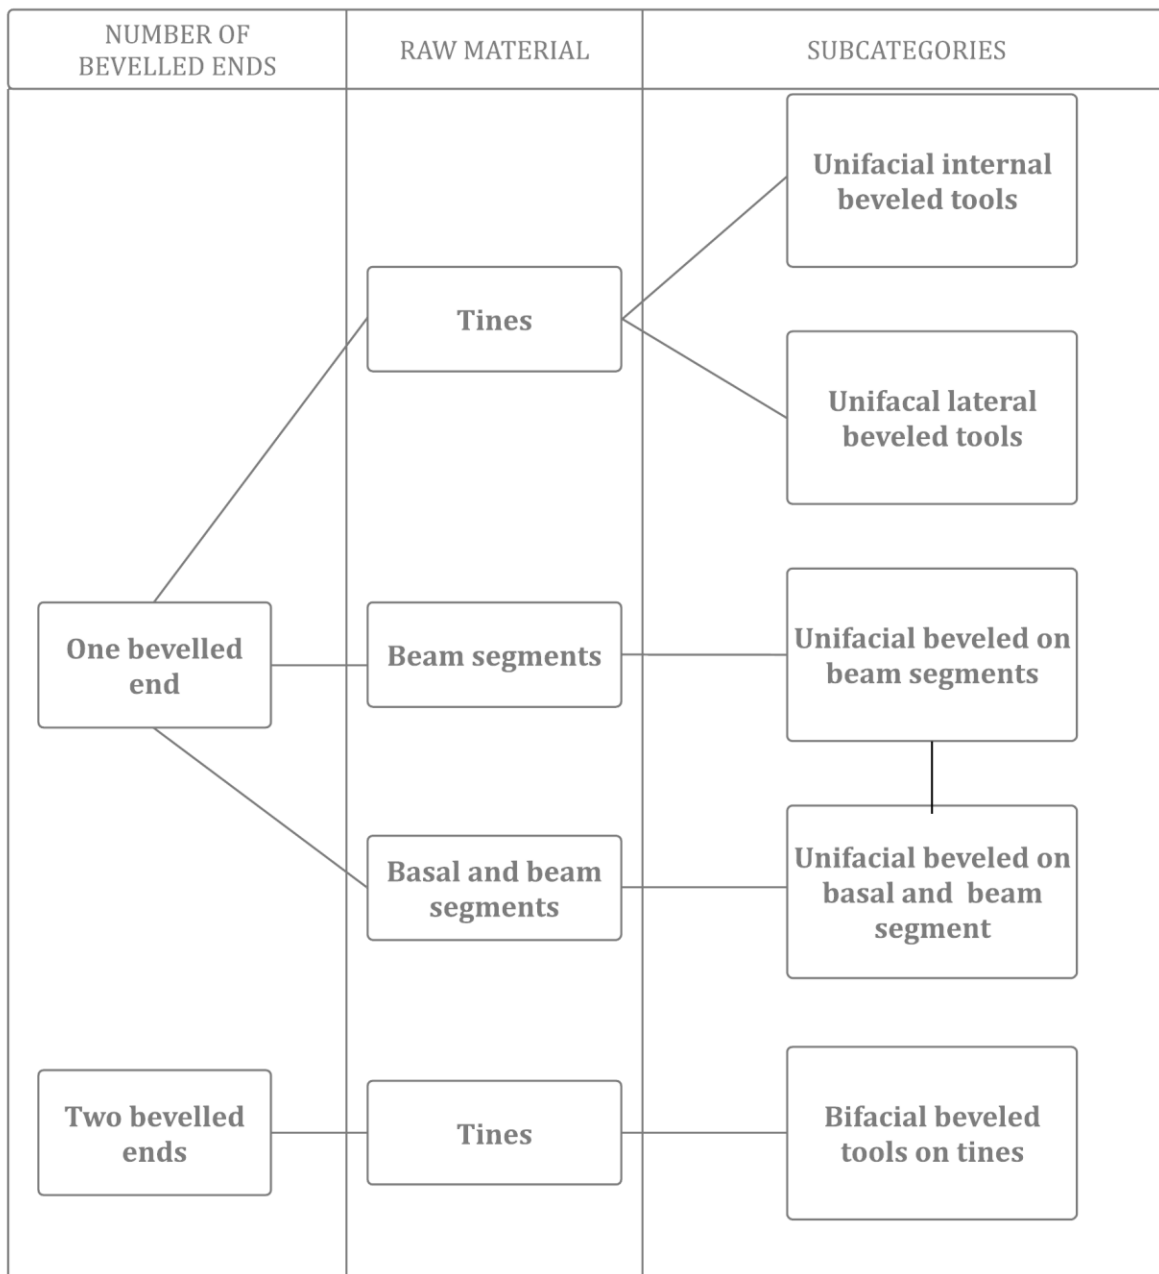 NUMBER OF
BEVELLED ENDS
RAW MATERIAL
SUBCATEGORIES
Unifacial internal
beveled tools
Tines
Unifacal lateral
beveled tools
One bevelled
end
Beam segments
Unifacial beveled on
beam segments
Basal and beam
segments
Unifacial beveled on
basal and beam
segment
Two bevelled
ends
Tines
Bifacial beveled
tools on tines